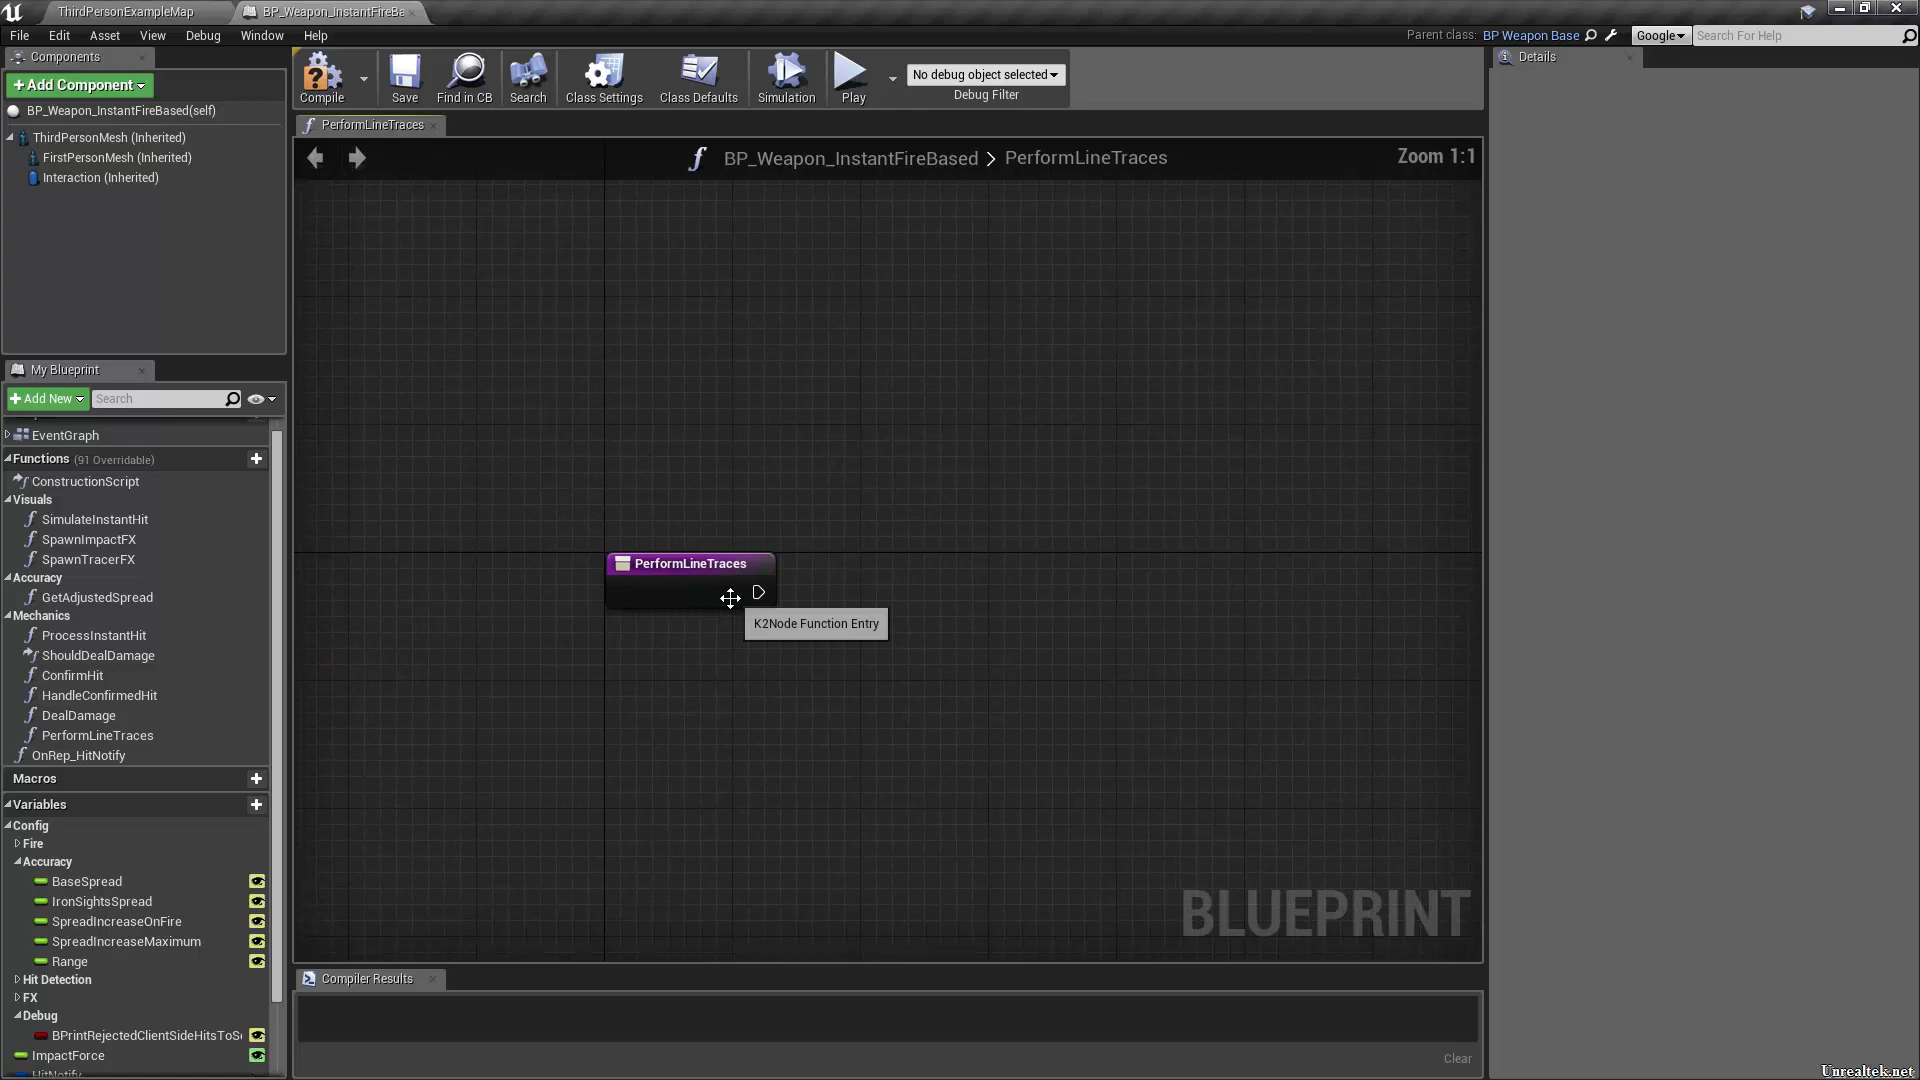 ThirdPersonExampleMap
BP_Weapon_InstantFireBa
File Edit Asset View Debug Window Help
Parent class: BP Weapon Base
Google
Search For Help
Components
+Add Component
BP_Weapon_InstantFireBased(self)
ThirdPersonMesh (Inherited)
FirstPersonMesh (Inherited)
Interaction (Inherited)
Compile
Save
Find in CB
Search
Class Settings
Class Defaults
Simulation
Play
No debug object selected
Debug Filter
Details
PerformLineTraces
BP_Weapon_InstantFireBased > PerformLineTraces
Zoom 1:1
PerformLineTraces
K2Node Function Entry
BLUEPRINT
My Blueprint
+Add New
Search
EventGraph
Functions (91 Overridable)
ConstructionScript
Visuals
SimulateInstantHit
SpawnImpactFX
SpawnTracerFX
Accuracy
GetAdjustedSpread
Mechanics
ProcessInstantHit
ShouldDealDamage
ConfirmHit
HandleConfirmedHit
DealDamage
PerformLineTraces
OnRep_HitNotify
Macros
Variables
Config
Fire
Accuracy
BaseSpread
IronSightsSpread
SpreadIncreaseOnFire
SpreadIncreaseMaximum
Range
Hit Detection
FX
Debug
BPrintRejectedClientSideHitsToS
ImpactForce
HitNotify
Compiler Results
Clear
Unrealtek.net